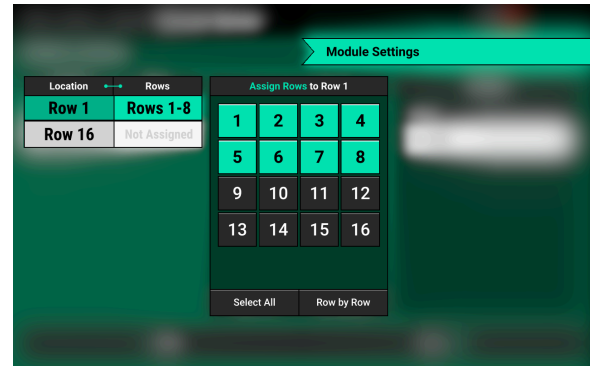 Module Settings
Location Rows
Row 1 Rows 1-8
Row 16 Not Assigned
Assign Rows to Row 1
1 2 3 4
5 6 7 8
9 10 11 12
13 14 15 16
Select All Row by Row